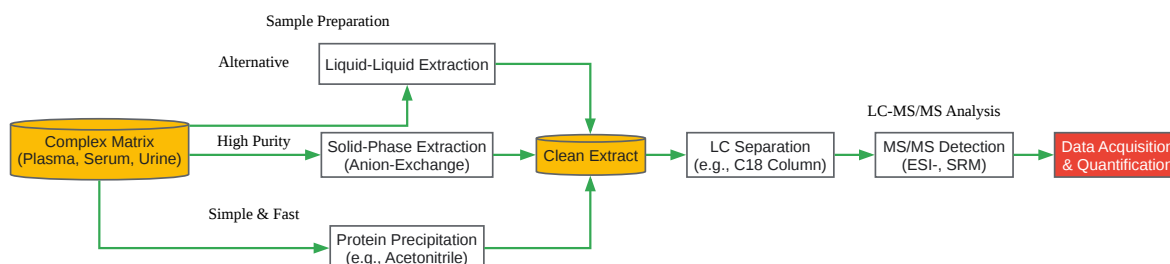 Sample Preparation
Alternative
Liquid-Liquid Extraction
LC-MS/MS Analysis
Complex Matrix
(Plasma, Serum, Urine)
High Purity
Solid-Phase Extraction
(Anion-Exchange)
Clean Extract
LC Separation
(e.g., C18 Column)
MS/MS Detection
(ESI-, SRM)
Data Acquisition
& Quantification
Simple & Fast
Protein Precipitation
(e.g., Acetonitrile)